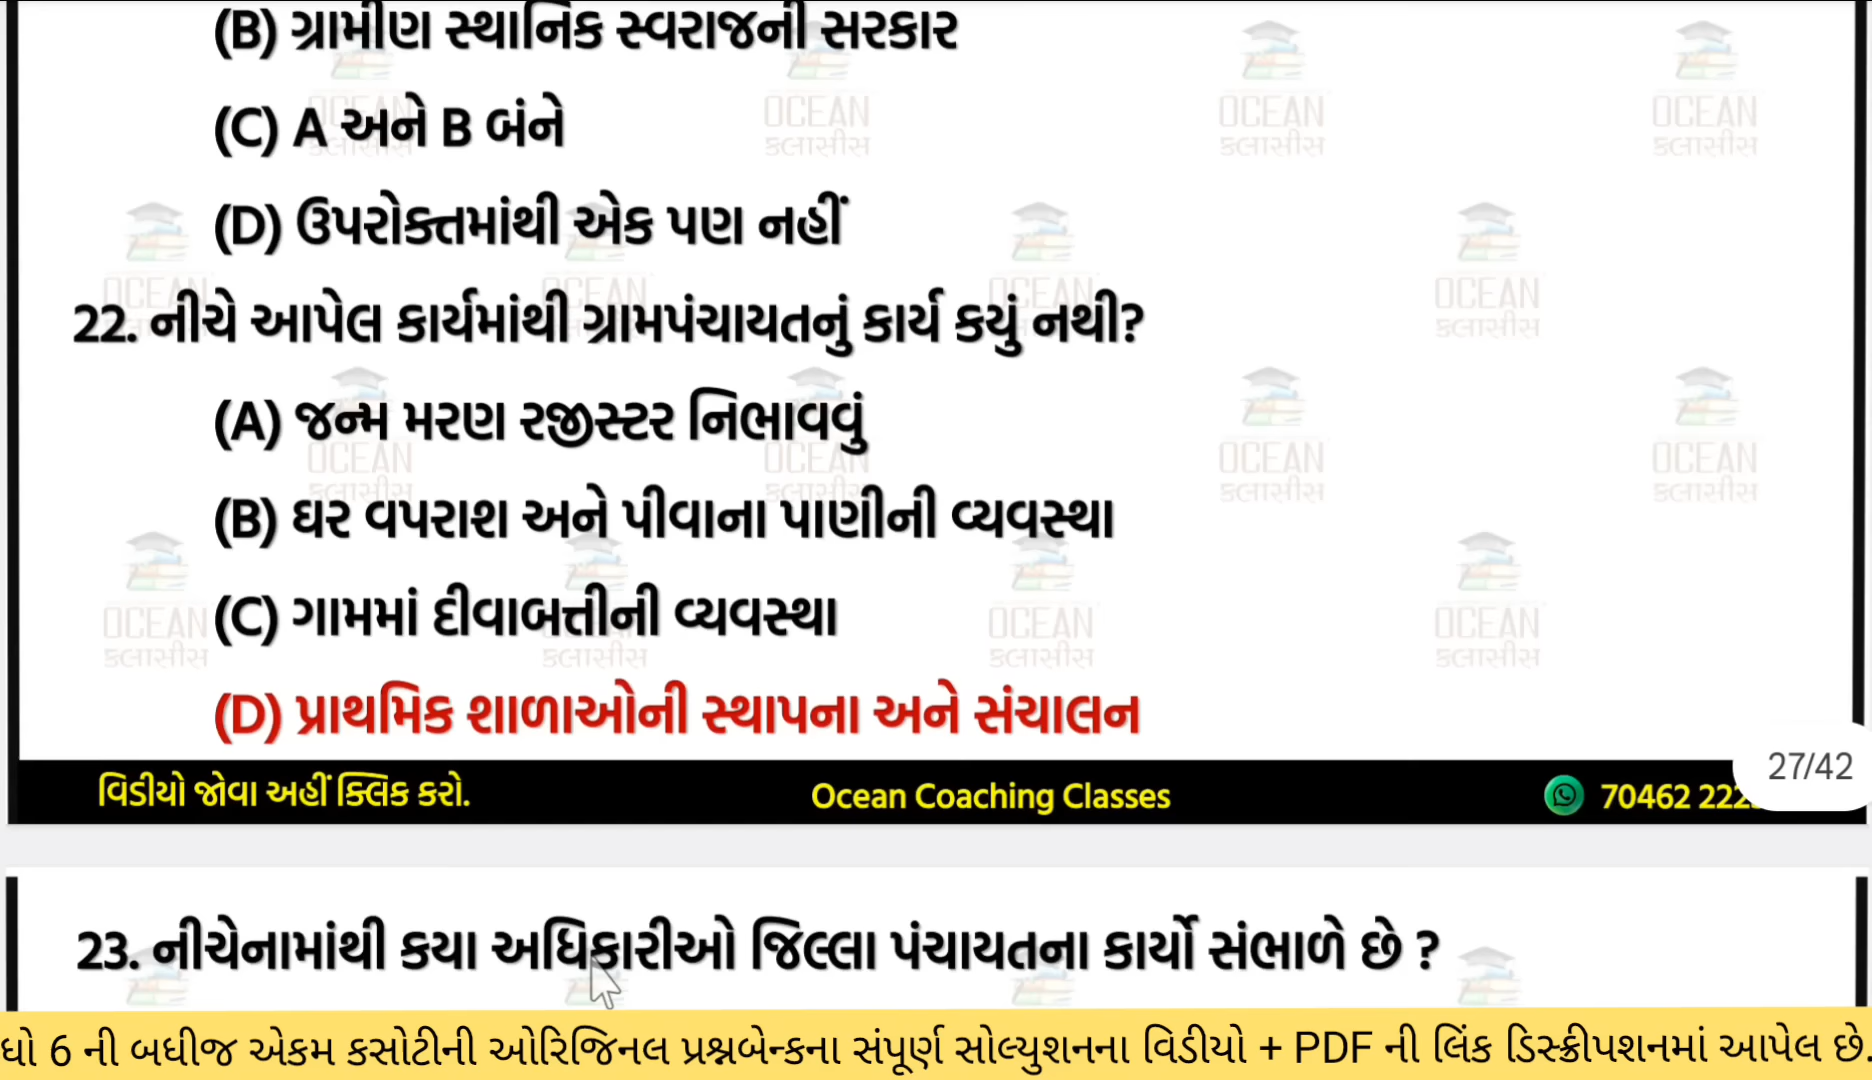 (B) ગ્રામીણ સ્થાનિક સ્વરાજની સરકાર
(C) A અને B બંને
(D) ઉપરોક્તમાંથી એક પણ નહીં
22. નીચે આપેલ કાર્યમાંથી ગ્રામપંચાયતનું કાર્ય કયું નથી?
(A) જન્મ મરણ રજીસ્ટર નિભાવવું
(B) ઘર વપરાશ અને પીવાના પાણીની વ્યવસ્થા
(C) ગામમાં દીવાબત્તીની વ્યવસ્થા
(D) પ્રાથમિક શાળાઓની સ્થાપના અને સંચાલન
વિડીયો જોવા અહીં ક્લિક કરો. Ocean Coaching Classes 70462 222
27/42
23. નીચેનામાંથી કયા અધિકારીઓ જિલ્લા પંચાયતના કાર્યો સંભાળે છે ?
ધો 6 ની બધીજ એકમ કસોટીની ઓરિજિનલ પ્રશ્નબેન્કના સંપૂર્ણ સોલ્યુશનના વિડીયો + PDF ની લિંક ડિસ્ક્રીપશનમાં આપેલ છે.